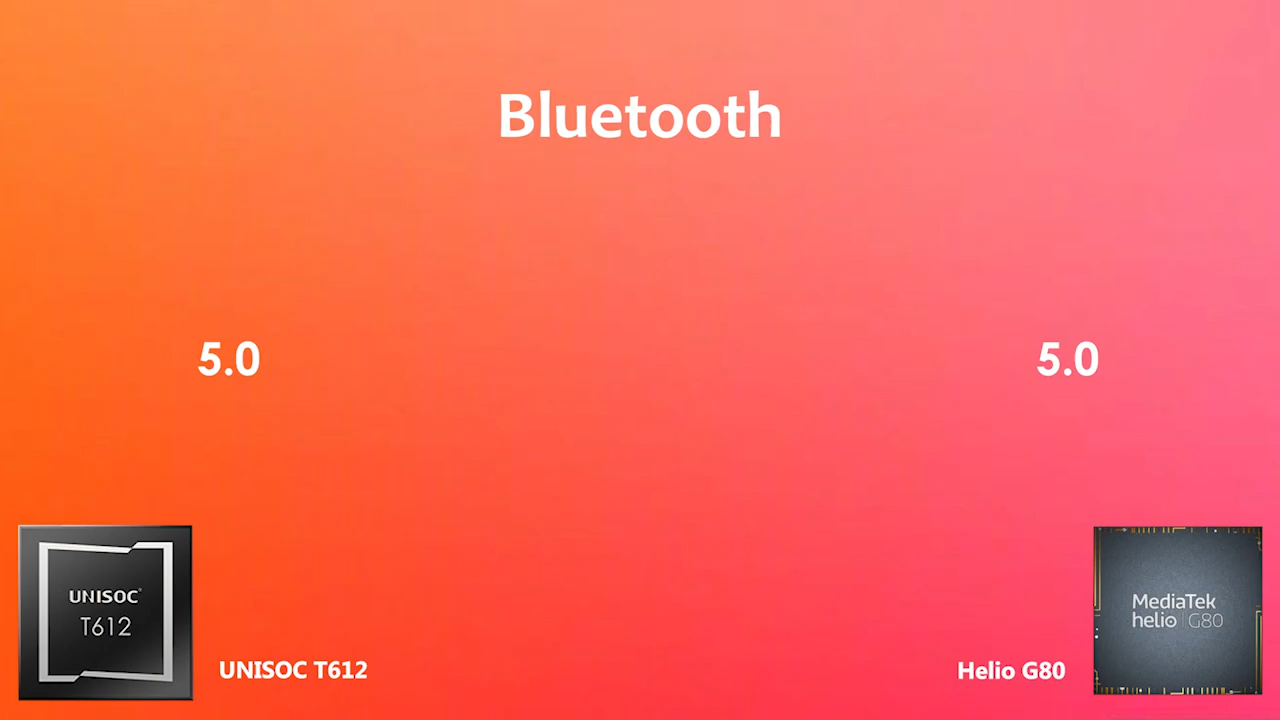 Bluetooth
5.0
5.0
UNISOC®
T612
UNISOC T612
Helio G80
MediaTek
helio G80